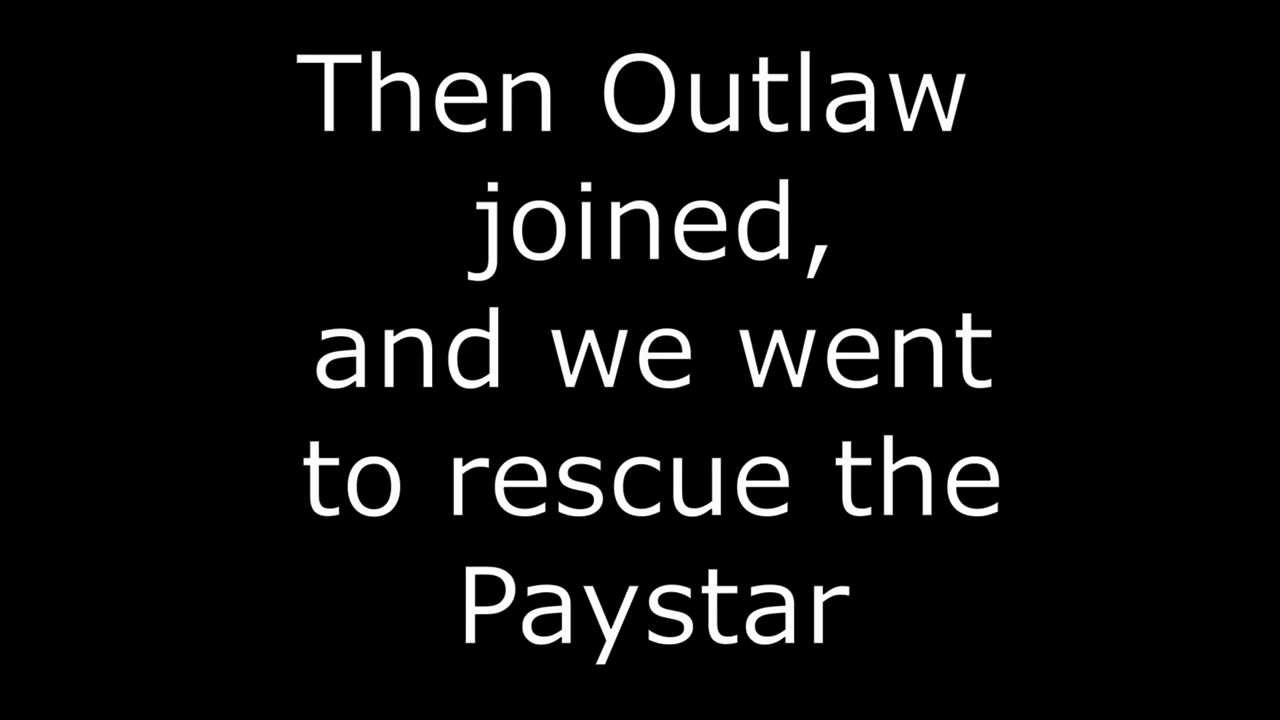 Then Outlaw
joined,
and we went
to rescue the
Paystar